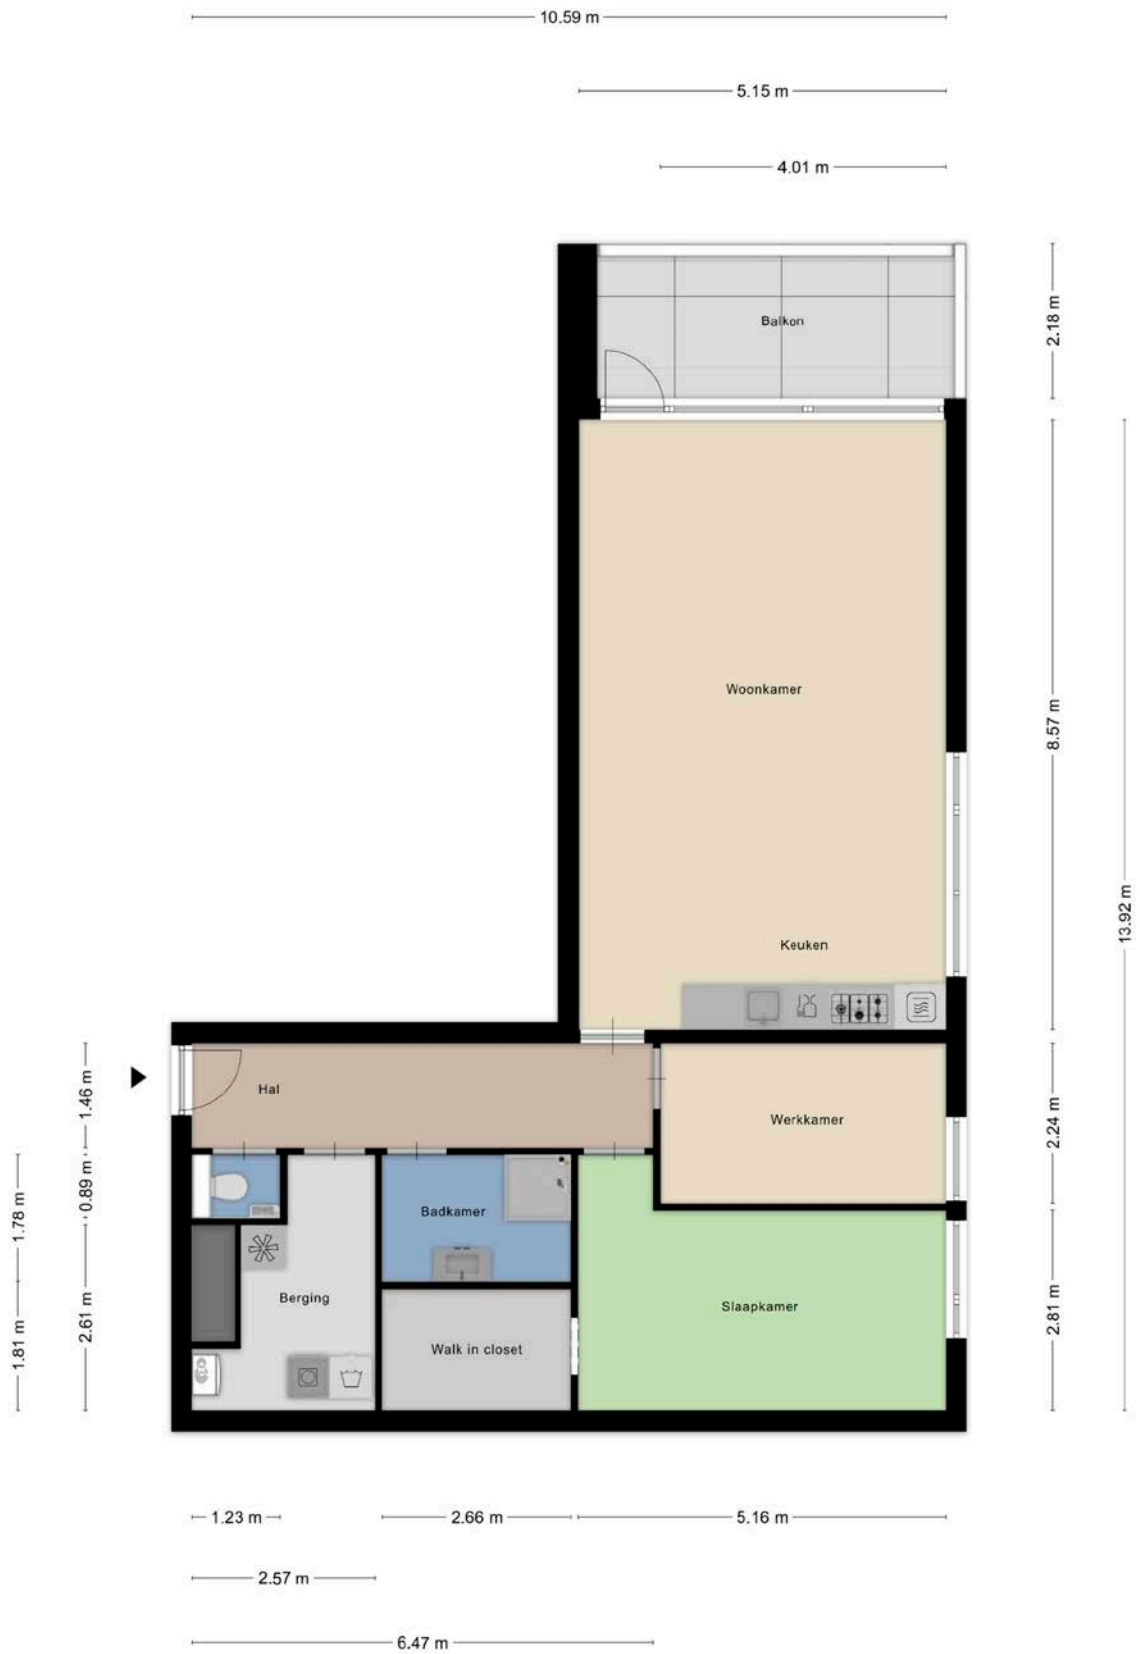 10.59 m
5.15 m
4.01 m
2.18 m
Balkon
Woonkamer
8.57 m
13.92 m
Keuken
1.46 m
Hal
Werkkamer
2.24 m
0.89 m
1.78 m
Badkamer
Berging
2.61 m
1.81 m
Slaapkamer
2.81 m
Walk in closet
1.23 m
2.66 m
5.16 m
2.57 m
6.47 m